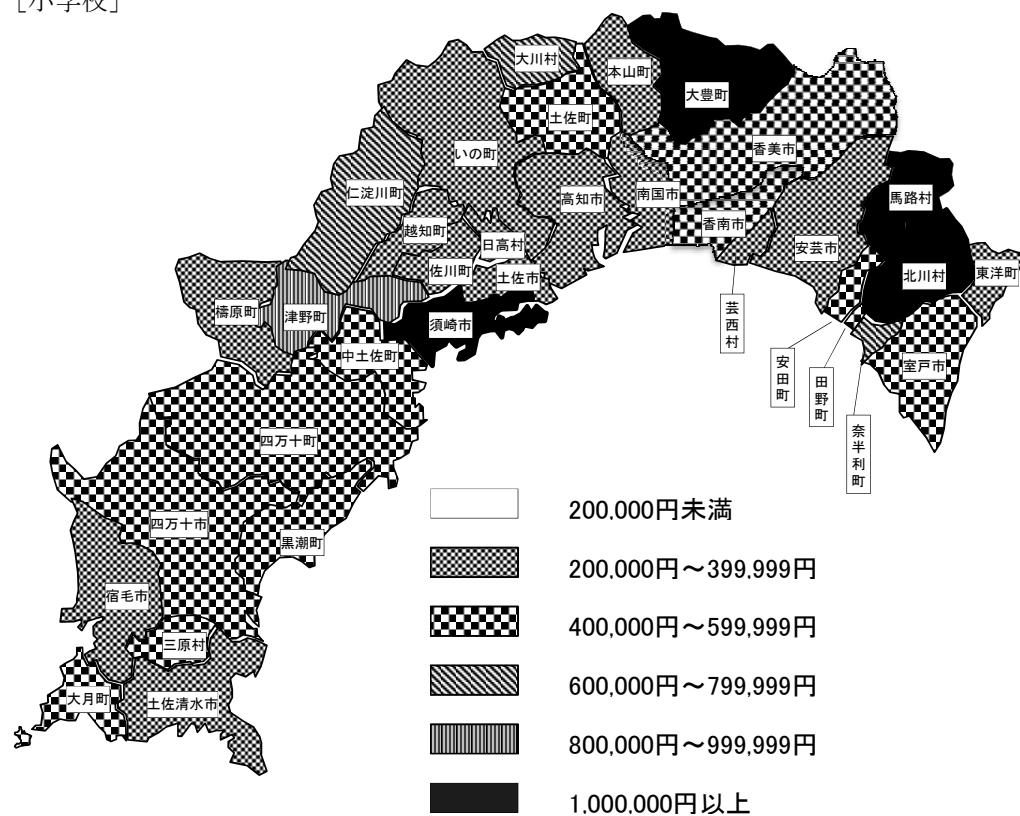 [小学校]
大川村
本山町
大豊町
土佐町
香美市
いの町
仁淀川町
高知市
南国市
馬路村
越知町
香南市
日高村
安芸市
佐川町
土佐市
北川村
東洋町
檮原町
津野町
須崎市
芸西村
中土佐町
安田町
田野町
室戸市
奈半利町
四万十町
四万十市
黒潮町
宿毛市
三原村
大月町
土佐清水市
200,000円未満
200,000円～399,999円
400,000円～599,999円
600,000円～799,999円
800,000円～999,999円
1,000,000円以上